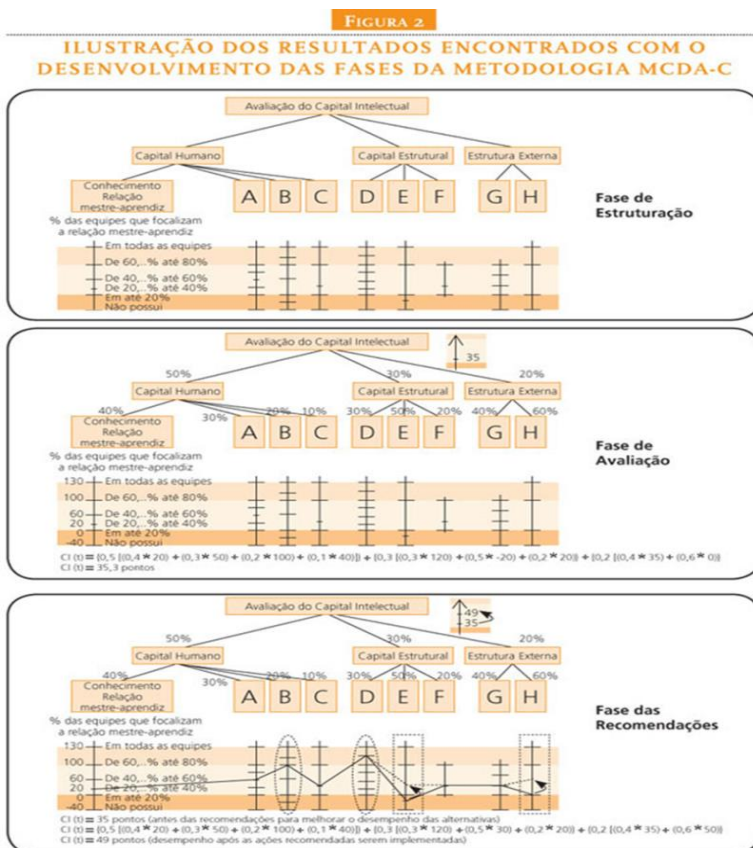 FIGURA 2
ILUSTRAÇÃO DOS RESULTADOS ENCONTRADOS COM O
DESENVOLVIMENTO DAS FASES DA METODOLOGIA MCDA-C
Avaliação do Capital Intelectual
Capital Humano Capital Estrutural Estrutura Externa
Conhecimento
Relação
mestre-aprendiz
A B C D E F G H
Fase de
Estruturação
% das equipes que focalizam
a relação mestre-aprendiz
Em todas as equipes
De 60,..% até 80%
De 40,..% até 60%
De 20,..% até 40%
Em até 20%
Não possui
Avaliação do Capital Intelectual
35
50% 30% 20%
Capital Humano Capital Estrutural Estrutura Externa
40% 30% 20% 10% 30% 50% 20% 40% 60%
Conhecimento
Relação
mestre-aprendiz
A B C D E F G H
Fase de
Avaliação
% das equipes que focalizam
a relação mestre-aprendiz
130 Em todas as equipes
100 De 60,..% até 80%
60 De 40,..% até 60%
20 De 20,..% até 40%
0 Em até 20%
-40 Não possui
CI (t) = [0,5 [(0,4 * 20) + (0,3 * 50) + (0,2 * 100) + (0,1 * 40)]) + [0,3 [(0,3 * 120) + (0,5 * -20) + (0,2 * 20)) + [0,2 [(0,4 * 35) + (0,6 * 0)]
CI (t) = 35,3 pontos
Avaliação do Capital Intelectual
49
35
50% 30% 20%
Capital Humano Capital Estrutural Estrutura Externa
40% 30% 20% 10% 30% 50% 20% 40% 60%
Conhecimento
Relação
mestre-aprendiz
A B C D E F G H
Fase das
Recomendações
% das equipes que focalizam
a relação mestre-aprendiz
130 Em todas as equipes
100 De 60,..% até 80%
60 De 40,..% até 60%
20 De 20,..% até 40%
0 Em até 20%
-40 Não possui
CI (t) = 35 pontos (antes das recomendações para melhorar o desempenho das alternativas)
CI (t) = [0,5 [(0,4 * 20) + (0,3 * 50) + (0,2 * 100) + (0,1 * 40)]) + [0,3 [(0,3 * 120) + (0,5 * 30) + (0,2 * 20)) + [0,2 [(0,4 * 35) + (0,6 * 50)]
CI (t) = 49 pontos (desempenho após as ações recomendadas serem implementadas)